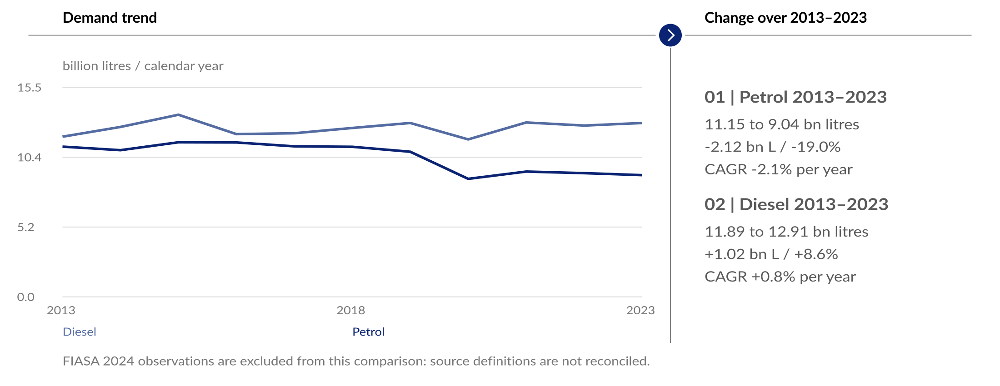 Demand trend
billion litres / calendar year
15.5
10.4
5.2
0.0
2013
2018
2023
Diesel
Petrol
FIASA 2024 observations are excluded from this comparison: source definitions are not reconciled.
Change over 2013–2023
01 | Petrol 2013–2023
11.15 to 9.04 bn litres
-2.12 bn L / -19.0%
CAGR -2.1% per year
02 | Diesel 2013–2023
11.89 to 12.91 bn litres
+1.02 bn L / +8.6%
CAGR +0.8% per year